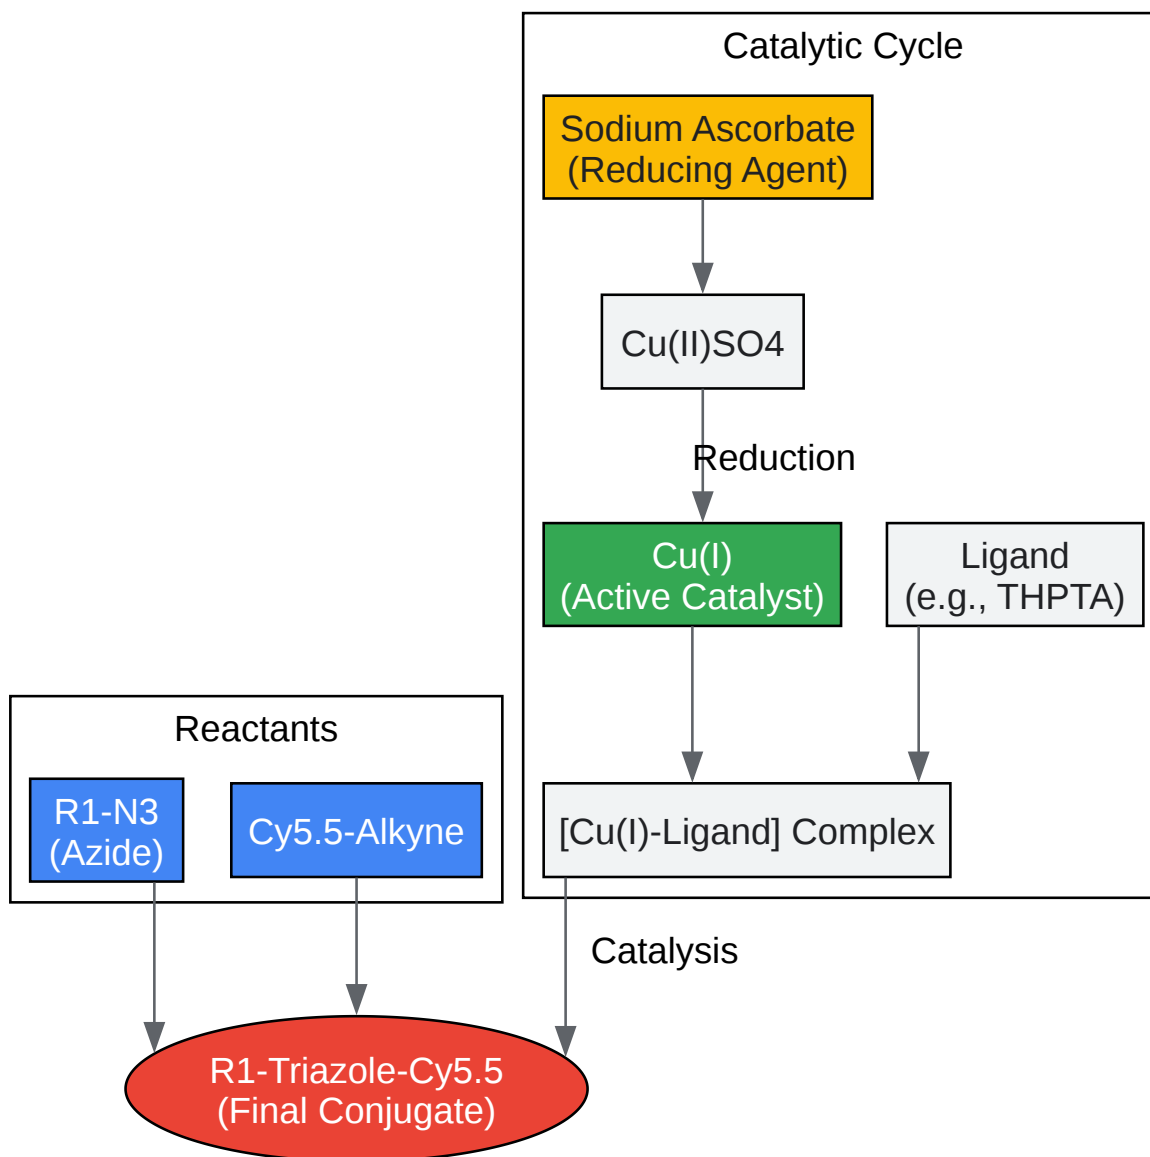 Catalytic Cycle
Sodium Ascorbate
(Reducing Agent)
Cu(II)SO4
Reduction
Cu(I)
(Active Catalyst)
Ligand
(e.g., THPTA)
Reactants
R1-N3
(Azide)
Cy5.5-Alkyne
[Cu(I)-Ligand] Complex
Catalysis
R1-Triazole-Cy5.5
(Final Conjugate)